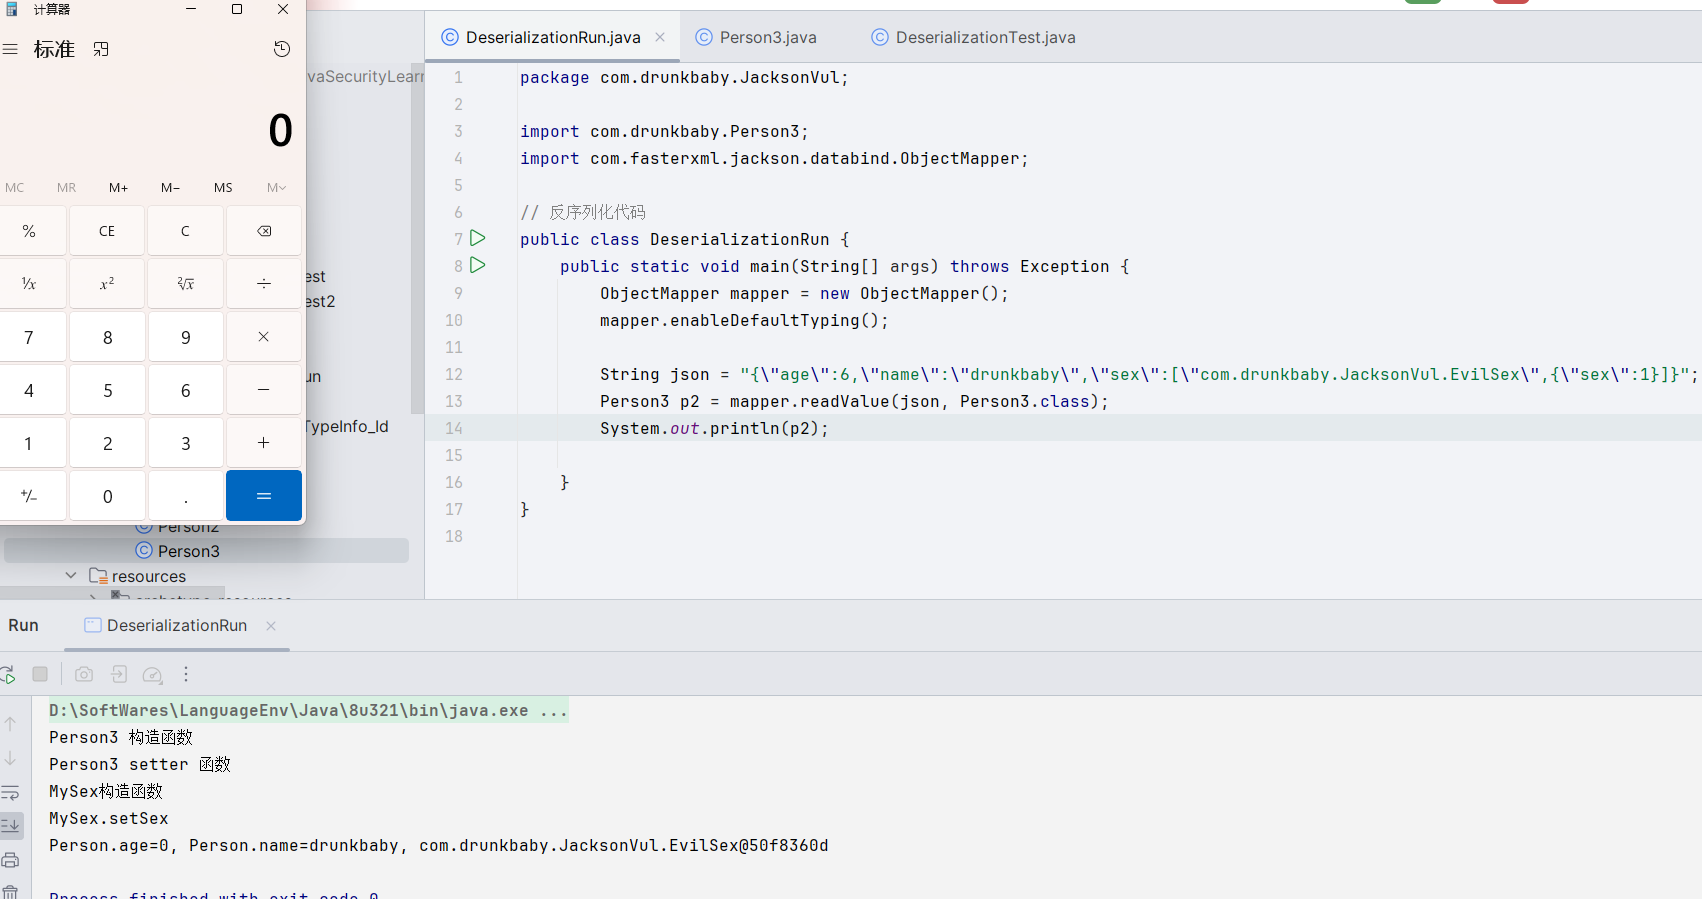 计算器
标准
0
MC MR M+ M− MS M
% CE C
¹/x x² ²√x ÷
7 8 9 ×
4 5 6 −
1 2 3 +
+/− 0 . =
vaSecurityLearn
est
est2
un
TypeInfo_Id
Person2
Person3
resources
DeserializationRun.java Person3.java DeserializationTest.java
1 package com.drunkbaby.JacksonVul;
2
3 import com.drunkbaby.Person3;
4 import com.fasterxml.jackson.databind.ObjectMapper;
5
6 // 反序列化代码
7 public class DeserializationRun {
8 public static void main(String[] args) throws Exception {
9 ObjectMapper mapper = new ObjectMapper();
10 mapper.enableDefaultTyping();
11
12 String json = "{\"age\":6,\"name\":\"drunkbaby\",\"sex\":[\"com.drunkbaby.JacksonVul.EvilSex\",{\"sex\":1}]}";
13 Person3 p2 = mapper.readValue(json, Person3.class);
14 System.out.println(p2);
15
16 }
17 }
18
Run DeserializationRun
D:\SoftWares\LanguageEnv\Java\8u321\bin\java.exe ...
Person3 构造函数
Person3 setter 函数
MySex构造函数
MySex.setSex
Person.age=0, Person.name=drunkbaby, com.drunkbaby.JacksonVul.EvilSex@50f8360d
Process finished with exit code 0